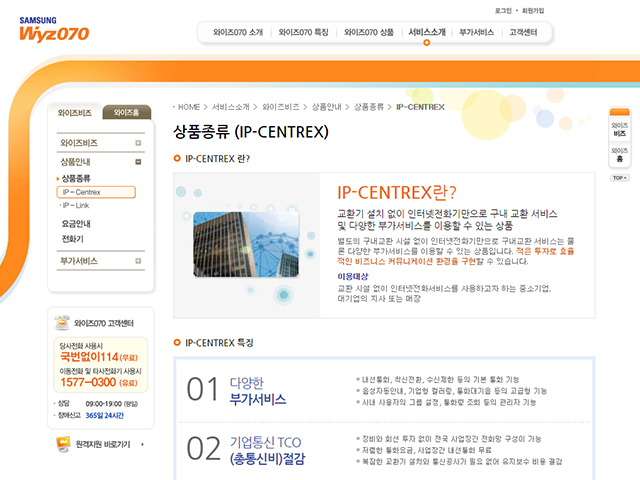 로그인 • 회원가입
SAMSUNG
Wyz070
와이즈070 소개
와이즈070 특징
와이즈070 상품
서비스소개
부가서비스
고객센터
HOME > 서비스소개 > 와이즈비즈 > 상품안내 > 상품종류 > IP-CENTREX
와이즈비즈
와이즈홈
와이즈비즈
상품안내
상품종류
IP-Centrex
IP-Link
요금안내
전화기
부가서비스
상품종류 (IP-CENTREX)
IP-CENTREX 란?
IP-CENTREX란?
교환기 설치 없이 인터넷전화기만으로 구내 교환 서비스
및 다양한 부가서비스를 이용할 수 있는 상품
별도의 구내교환 시설 없이 인터넷전화기만으로 구내교환 서비스는 물
론 다양한 부가서비스를 이용할 수 있는 상품입니다. 적은 투자로 효율
적인 비즈니스 커뮤니케이션 환경을 구현할 수 있습니다.
이용대상
교환 시설 없이 인터넷전화서비스를 사용하고자 하는 중소기업,
대기업의 지사 또는 매장
와이즈
비즈
와이즈
홈
TOP
와이즈070 고객센터
당사전화 사용시
국번없이114 (무료)
이동전화 및 타사전화기 사용시
1577-0300 (유료)
상담 09:00-19:00 (평일)
장애신고 365일 24시간
원격지원 바로가기
IP-CENTREX 특징
01 다양한
부가서비스
내선통화, 착신전환, 수신제한 등의 기본 통화 기능
음성자동안내, 기업형 컬러링, 통화대기음 등의 고급형 기능
사내 사용자의 그룹 설정, 통화량 조회 등의 관리자 기능
02 기업통신 TCO
(총통신비)절감
장비와 회선 투자 없이 전국 사업장간 전화망 구성이 가능
저렴한 통화요금, 사업장간 내선통화 무료
복잡한 교환기 설치와 통신공사가 필요 없어 유지보수 비용 절감